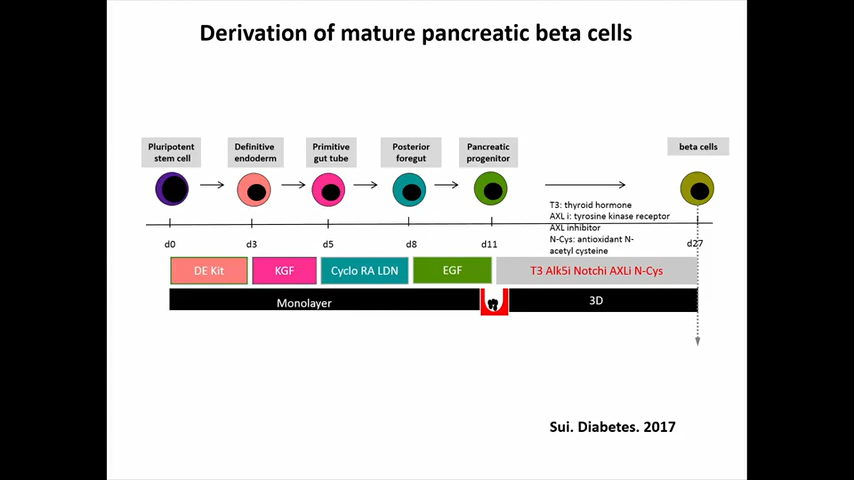 Derivation of mature pancreatic beta cells
Pluripotent
stem cell
Definitive
endoderm
Primitive
gut tube
Posterior
foregut
Pancreatic
progenitor
beta cells
T3: thyroid hormone
AXL i: tyrosine kinase receptor
AXL inhibitor
N-Cys: antioxidant N-
acetyl cysteine
d0
d3
d5
d8
d11
d27
DE Kit
KGF
Cyclo RA LDN
EGF
T3 Alk5i Notchi AXLi N-Cys
Monolayer
3D
Sui. Diabetes. 2017